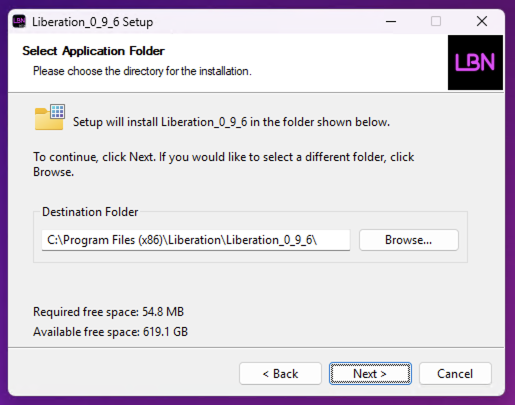 Liberation_0_9_6 Setup
Select Application Folder
Please choose the directory for the installation.
LBN
Setup will install Liberation_0_9_6 in the folder shown below.
To continue, click Next. If you would like to select a different folder, click
Browse.
Destination Folder
C:\Program Files (x86)\Liberation\Liberation_0_9_6\
Browse...
Required free space: 54.8 MB
Available free space: 619.1 GB
< Back
Next >
Cancel